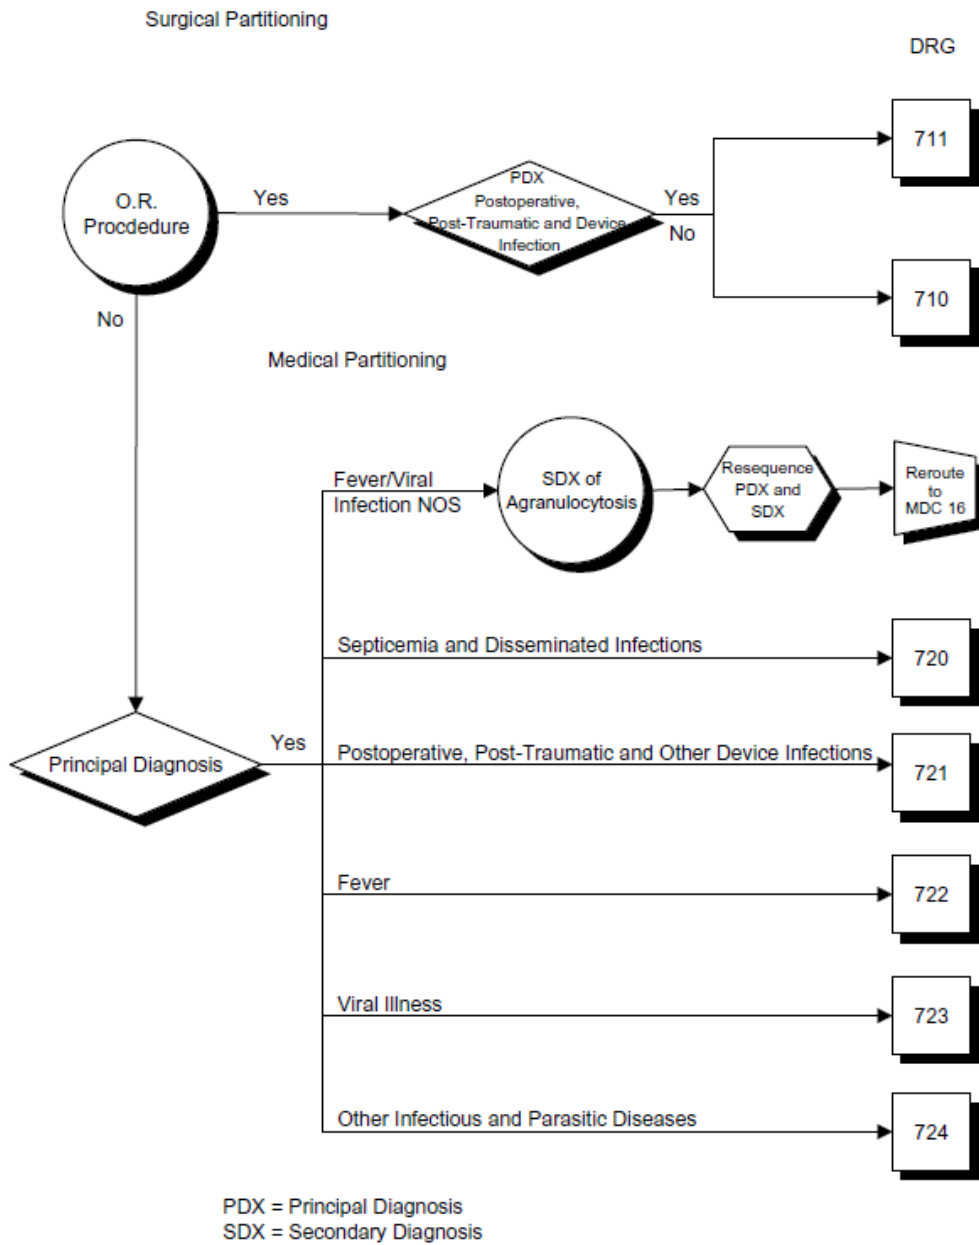 Surgical Partitioning
DRG
711
O.R.
Procdedure
Yes
PDX
Postoperative,
Post-Traumatic and Device
Infection
Yes
No
710
No
Medical Partitioning
Fever/Viral
Infection NOS
SDX of
Agranulocytosis
Resequence
PDX and
SDX
Reroute
to
MDC 16
Septicemia and Disseminated Infections
720
Principal Diagnosis
Yes
Postoperative, Post-Traumatic and Other Device Infections
721
Fever
722
Viral Illness
723
Other Infectious and Parasitic Diseases
724
PDX = Principal Diagnosis
SDX = Secondary Diagnosis